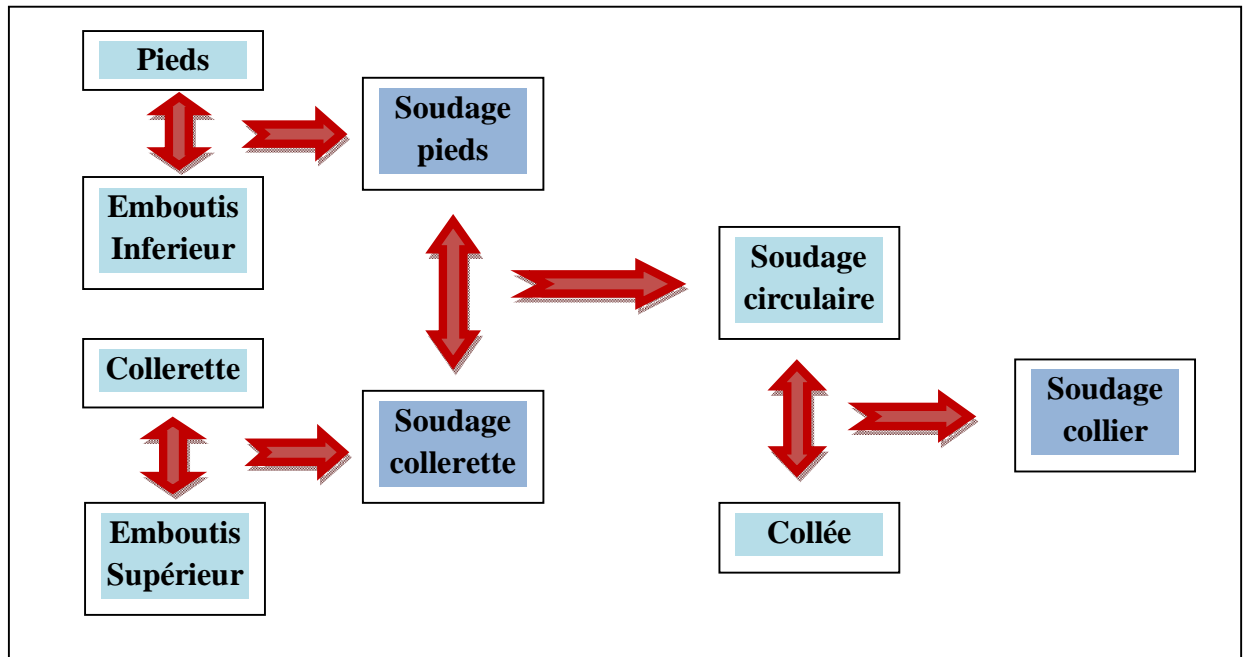 Pieds
Soudage
pieds
Emboutis
Inferieur
Soudage
circulaire
Collerette
Soudage
collerette
Soudage
collier
Emboutis
Supérieur
Collée